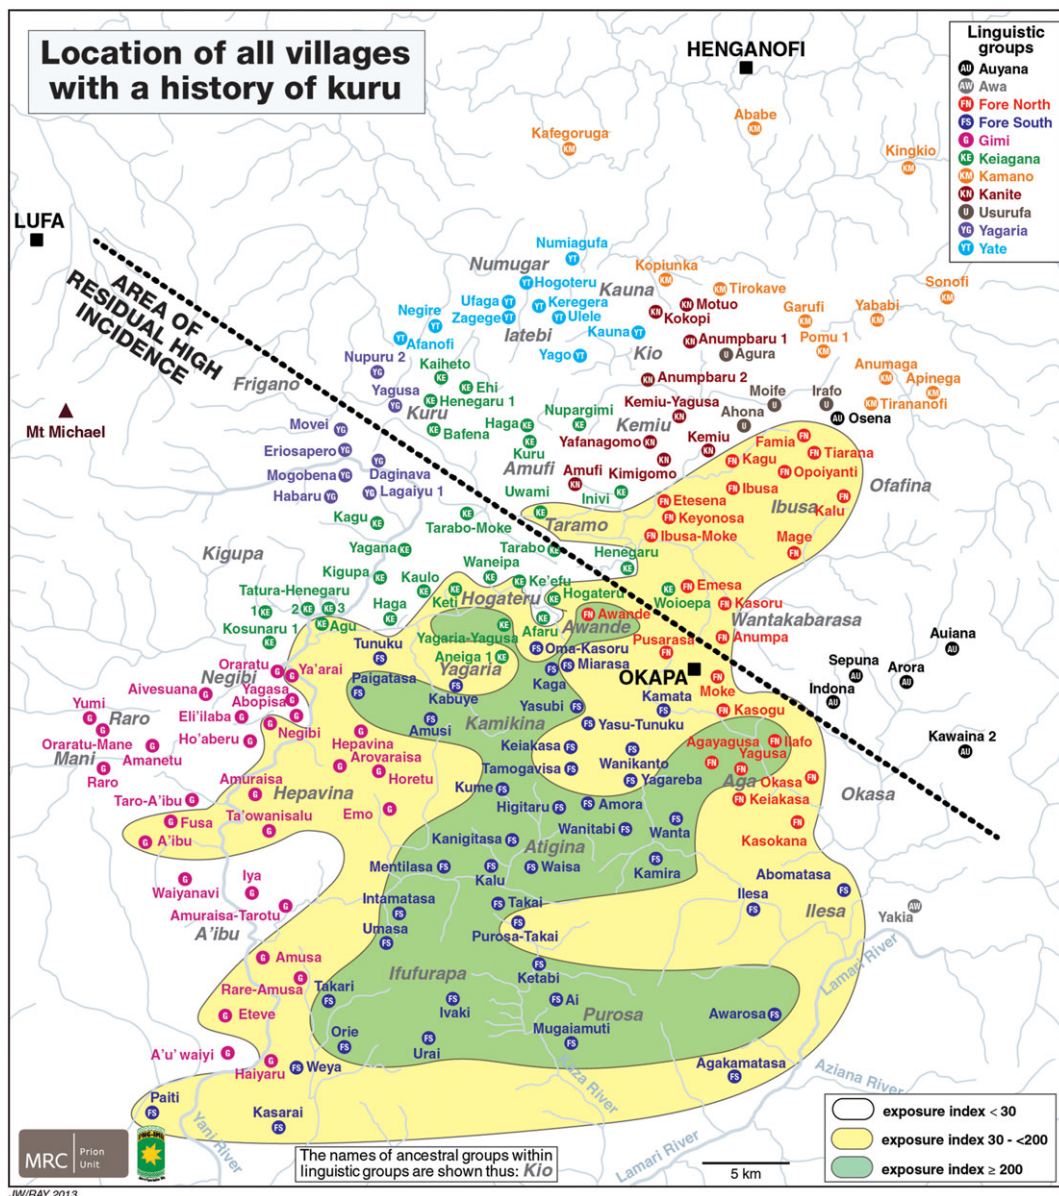 Location of all villages
with a history of kuru
HENGANOFI
Linguistic
groups
AU Auyana
AW Awa
FN Fore North
FS Fore South
G Gimi
KE Keiagana
KM Kamano
KN Kanite
U Usurufa
YG Yagaria
YT Yate
Ababe
Kafegoruga
Kingkio
LUFA
AREA OF
RESIDUAL HIGH
INCIDENCE
Mt Michael
Numiagufa
Numugar
Hogoteru
Kopiunka
Kauna
Tirokave
Sonofi
Ufaga
Keregera
Motuo
Garufi
Yababi
Negire
Zagege
Ulele
Kokopi
Afanofi
Iatebi
Kauna
Anumpbaru 1
Pomu 1
Nupuru 2
Yago
Kio
Agura
Kaiheto
Anumaga
Frigano
Yagusa
Ehi
Anumpbaru 2
Moife
Irafo
Apinega
Henegaru 1
Kuru
Nupargimi
Kemiu-Yagusa
Ahona
Tirananofi
Movei
Bafena
Haga
Kemiu
Osena
Eriosapero
Kuru
Yafanagomo
Kemiu
Famia
Tiarana
Mogobena
Daginava
Amufi
Amufi
Kimigomo
Kagu
Opoiyanti
Habaru
Lagaiyu 1
Uwami
Inivi
Ibusa
Ofafina
Kagu
Tarabo-Moke
Etesena
Ibusa
Kalu
Taramo
Keyonosa
Kigupa
Yagana
Tarabo
Henegaru
Ibusa-Moke
Mage
Kigupa
Kaulo
Waneipa
Ke'efu
Tatura-Henegaru
Keti
Hogateru
Hogateru
Woioepa
Emesa
1
2
3
Haga
Kasoru
Wantakabarasa
Kosunaru 1
Agu
Yagaria-Yagusa
Afaru
Awande
Awande
Pusarasa
Anumpa
Auiana
Tunuku
Aneiga 1
Oma-Kasoru
Oraratu
Ya'arai
Yagaria
Miarasa
OKAPA
Sepuna
Arora
Negibi
Paigatasa
Kaga
Moke
Indona
Aivesuana
Yagasa
Kabuye
Kamata
Yumi
Abopisa
Yasubi
Kasogu
Raro
Eli'ilaba
Amusi
Kamikina
Yasu-Tunuku
Kawaina 2
Ho'aberu
Negibi
Oraratu-Mane
Hepavina
Keiakasa
Agayagusa
Ilafo
Mani
Amanetu
Arovaraisa
Wanikanto
Yagusa
Raro
Horetu
Tamogavisa
Yagareba
Aga
Okasa
Amuraisa
Hepavina
Kume
Okasa
Taro-A'ibu
Emo
Higitaru
Amora
Keiakasa
Fusa
Ta'owanisalu
Wanitabi
Wanta
A'ibu
Kanigitasa
Atigina
Kasokana
Mentilasa
Waisa
Kamira
Iya
Kalu
Abomatasa
Waiyanavi
Intamatasa
Takai
Ilesa
Ilesa
Amuraisa-Tarotu
Yakia
A'ibu
Umasa
Purosa-Takai
Amusa
Ifufurapa
Ketabi
Lamari River
Rare-Amusa
Takari
Ivaki
Ai
Purosa
Awarosa
Eteve
Orie
Mugaiamuti
Urai
A'u' waiyi
Haiyaru
Weya
Agakamatasa
Aziana River
Paiti
Kasarai
Yani River
Lamari River
exposure index < 30
exposure index 30 - <200
exposure index ≥ 200
MRC
Prion
Unit
The names of ancestral groups within
linguistic groups are shown thus: Kio
5 km
JW/RAY 2013